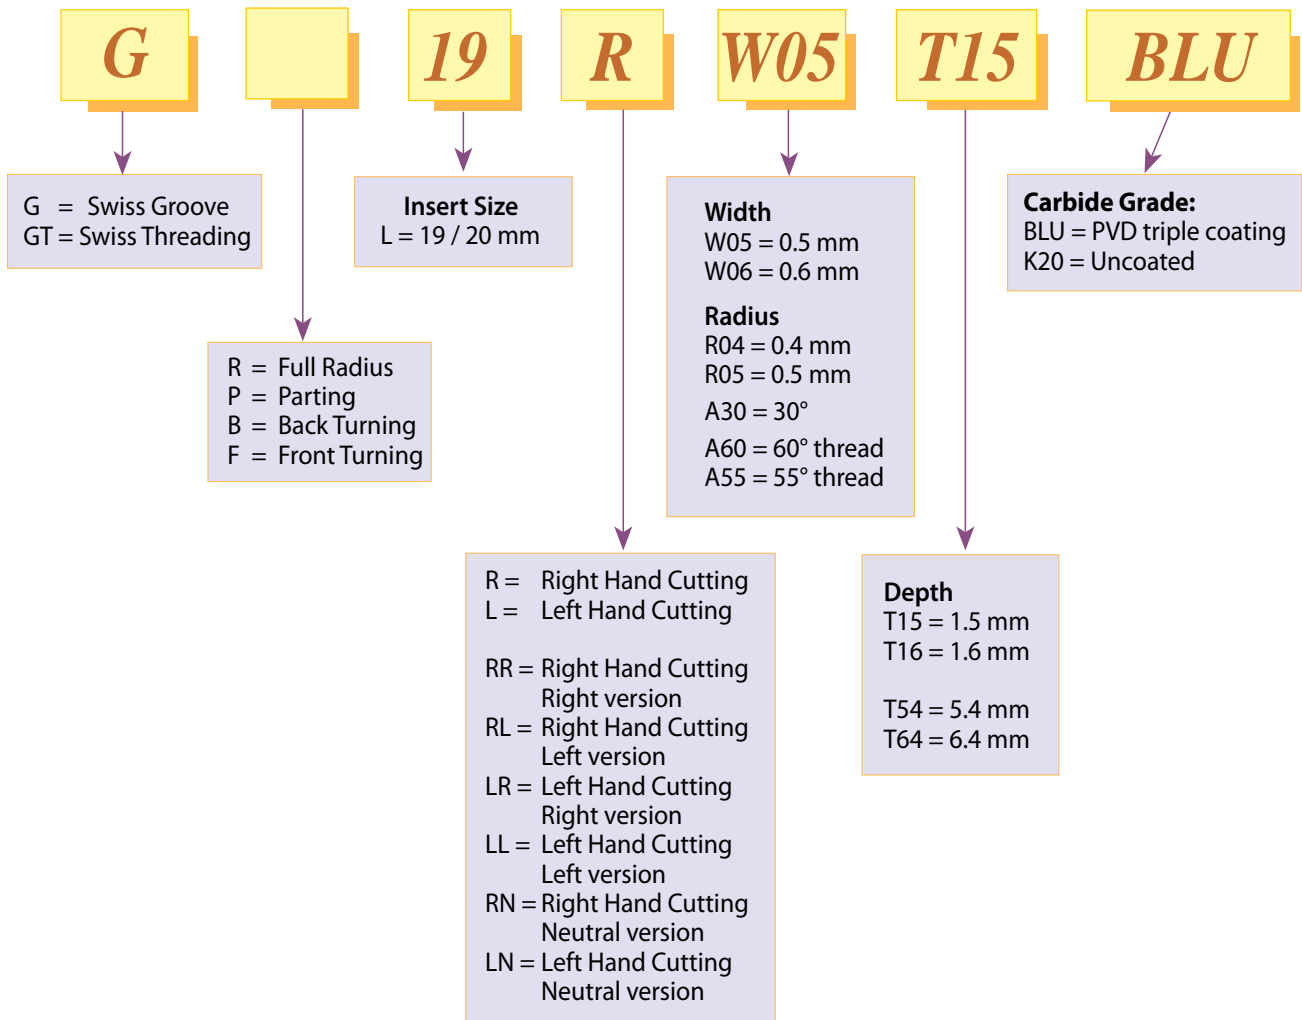 G 19 R W05 T15 BLU
G = Swiss Groove
GT = Swiss Threading
R = Full Radius
P = Parting
B = Back Turning
F = Front Turning
Insert Size
L = 19 / 20 mm
R = Right Hand Cutting
L = Left Hand Cutting
RR = Right Hand Cutting
Right version
RL = Right Hand Cutting
Left version
LR = Left Hand Cutting
Right version
LL = Left Hand Cutting
Left version
RN = Right Hand Cutting
Neutral version
LN = Left Hand Cutting
Neutral version
Width
W05 = 0.5 mm
W06 = 0.6 mm
Radius
R04 = 0.4 mm
R05 = 0.5 mm
A30 = 30°
A60 = 60° thread
A55 = 55° thread
Depth
T15 = 1.5 mm
T16 = 1.6 mm
T54 = 5.4 mm
T64 = 6.4 mm
Carbide Grade:
BLU = PVD triple coating
K20 = Uncoated